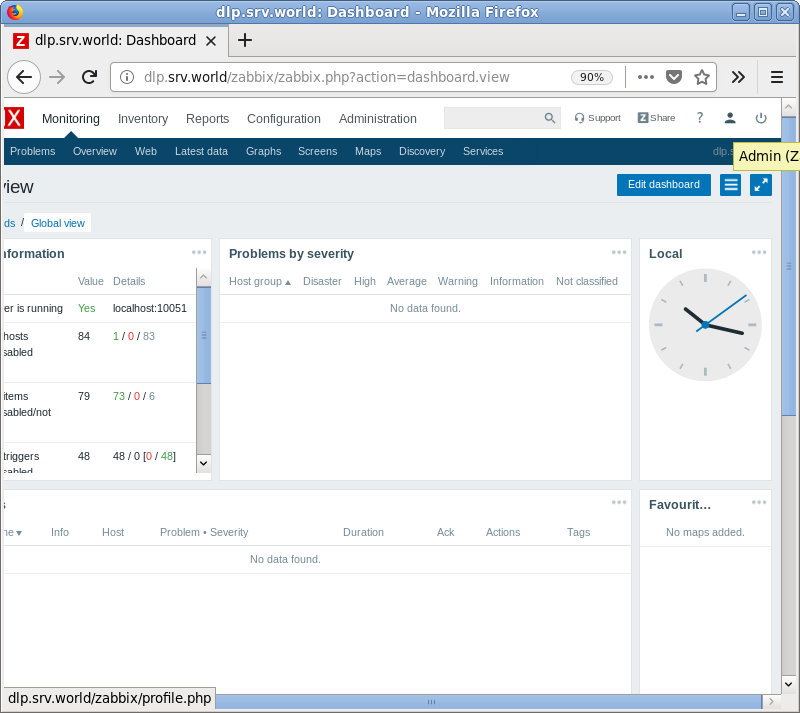 dlp.srv.world: Dashboard - Mozilla Firefox
Z dlp.srv.world: Dashboard
dlp.srv.world/zabbix/zabbix.php?action=dashboard.view 90%
X Monitoring Inventory Reports Configuration Administration Support Z Share ?
Problems Overview Web Latest data Graphs Screens Maps Discovery Services dlp.s
Admin (Z
view Edit dashboard
ds / Global view
nformation
Value Details
er is running Yes localhost:10051
hosts 84 1 / 0 / 83
sabled
items 79 73 / 0 / 6
sabled/not
triggers 48 48 / 0 [0 / 48]
sabled
Problems by severity
Host group Disaster High Average Warning Information Not classified
No data found.
Local
s
me Info Host Problem • Severity Duration Ack Actions Tags
No data found.
Favourit...
No maps added.
dlp.srv.world/zabbix/profile.php